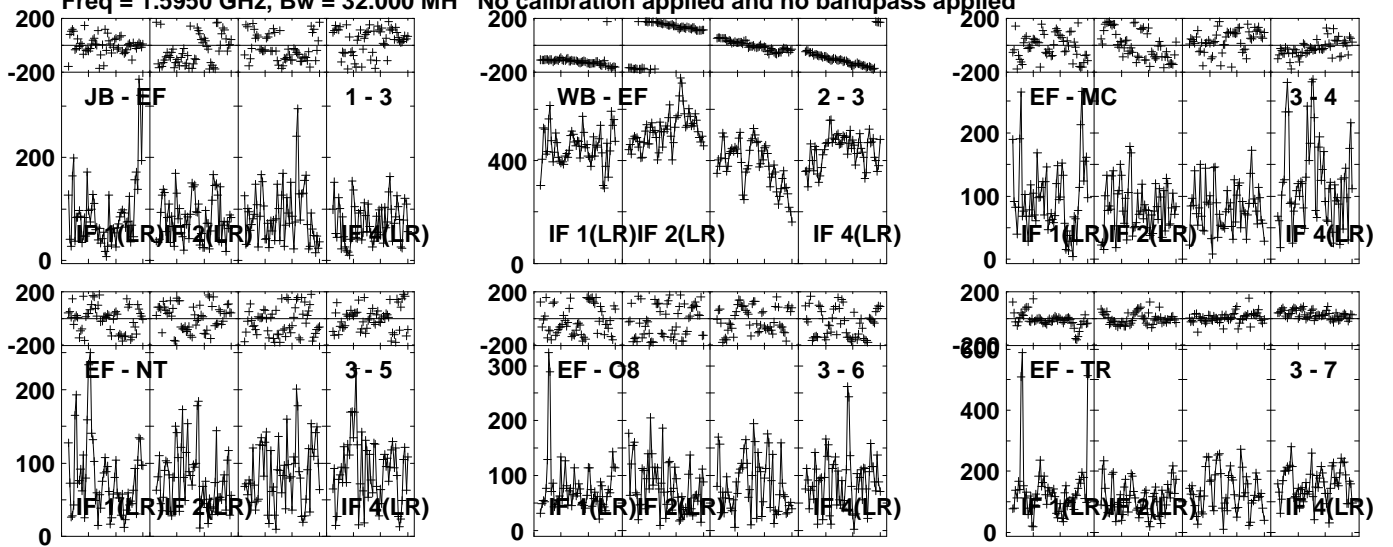 Freq = 1.5950 GHz, Bw = 32.000 MH No calibration applied and no bandpass applied
200
-200
JB - EF 1 - 3
200
0
IF 1(LR) IF 2(LR) IF 4(LR)
200
-200
WB - EF 2 - 3
400
0
IF 1(LR) IF 2(LR) IF 4(LR)
200
-200
EF - MC 3 - 4
200
100
0
IF 1(LR) IF 2(LR) IF 4(LR)
200
-200
EF - NT 3 - 5
200
100
0
IF 1(LR) IF 2(LR) IF 4(LR)
200
-200
EF - O8 3 - 6
300
200
100
0
IF 1(LR) IF 2(LR) IF 4(LR)
200
-200
600
EF - TR 3 - 7
400
200
0
IF 1(LR) IF 2(LR) IF 4(LR)